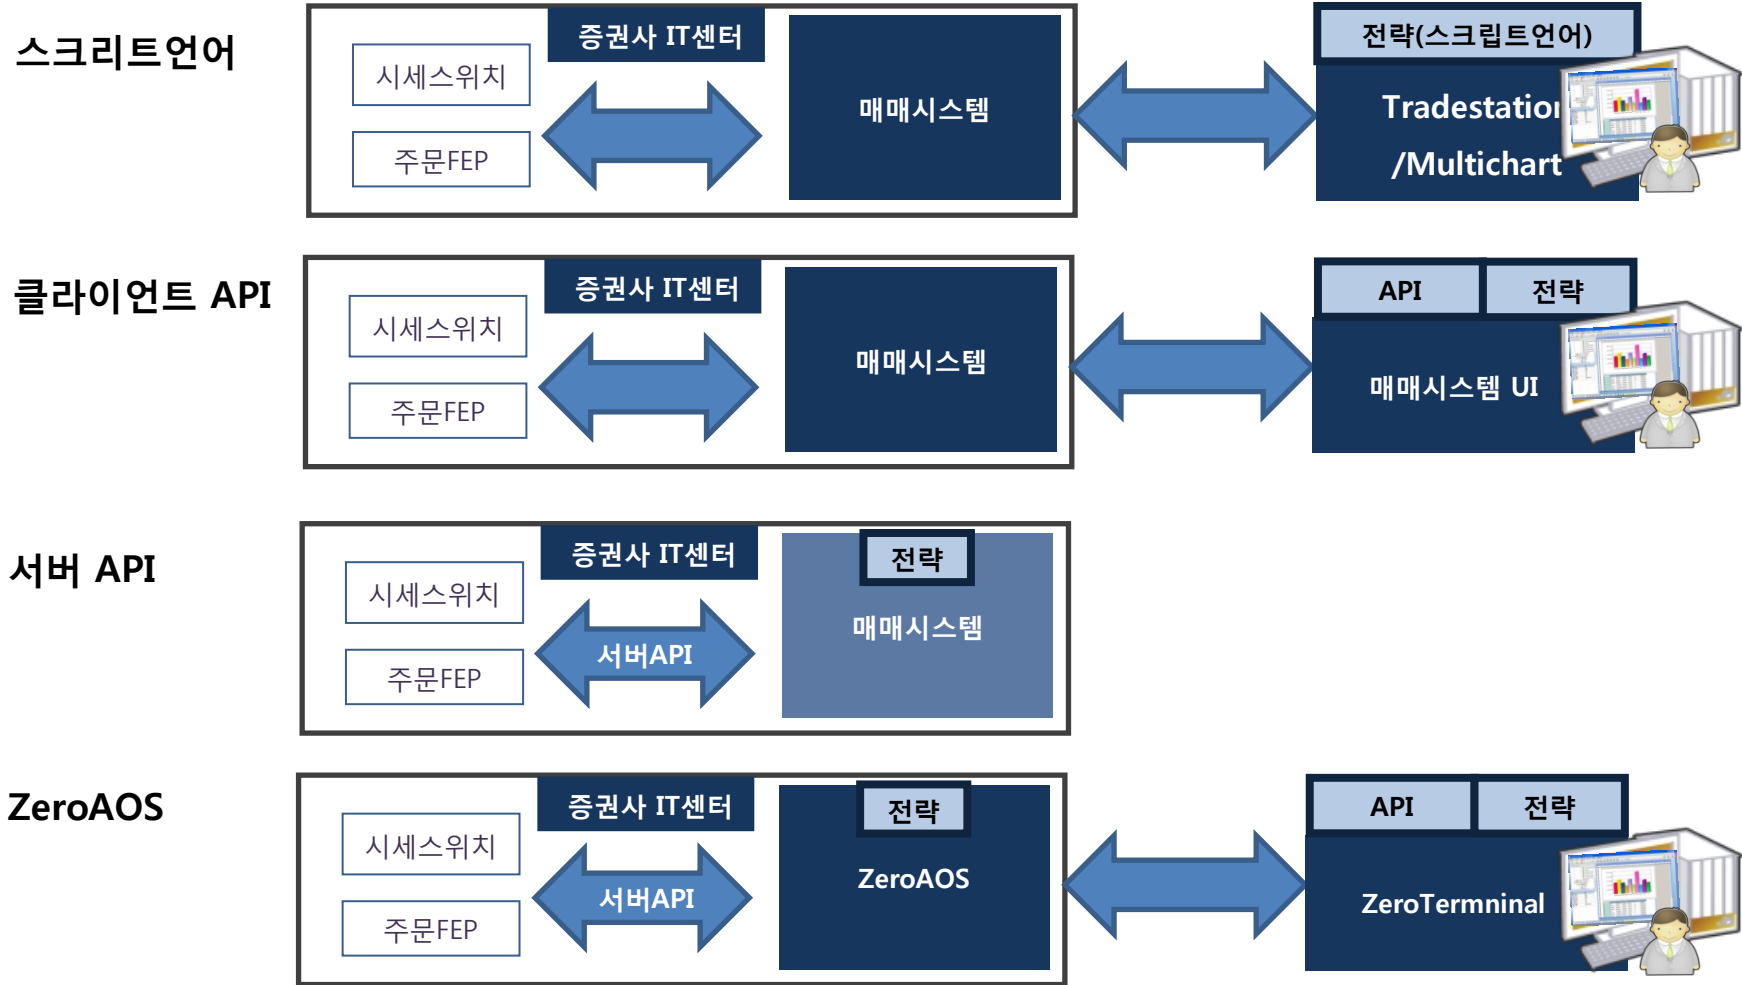 스크리트언어
증권사 IT센터
시세스위치
주문FEP
매매시스템
전략(스크립트언어)
Tradestation
/Multichart
클라이언트 API
증권사 IT센터
시세스위치
주문FEP
매매시스템
API
전략
매매시스템 UI
서버 API
증권사 IT센터
시세스위치
주문FEP
서버API
전략
매매시스템
ZeroAOS
증권사 IT센터
시세스위치
주문FEP
서버API
전략
ZeroAOS
API
전략
ZeroTermninal